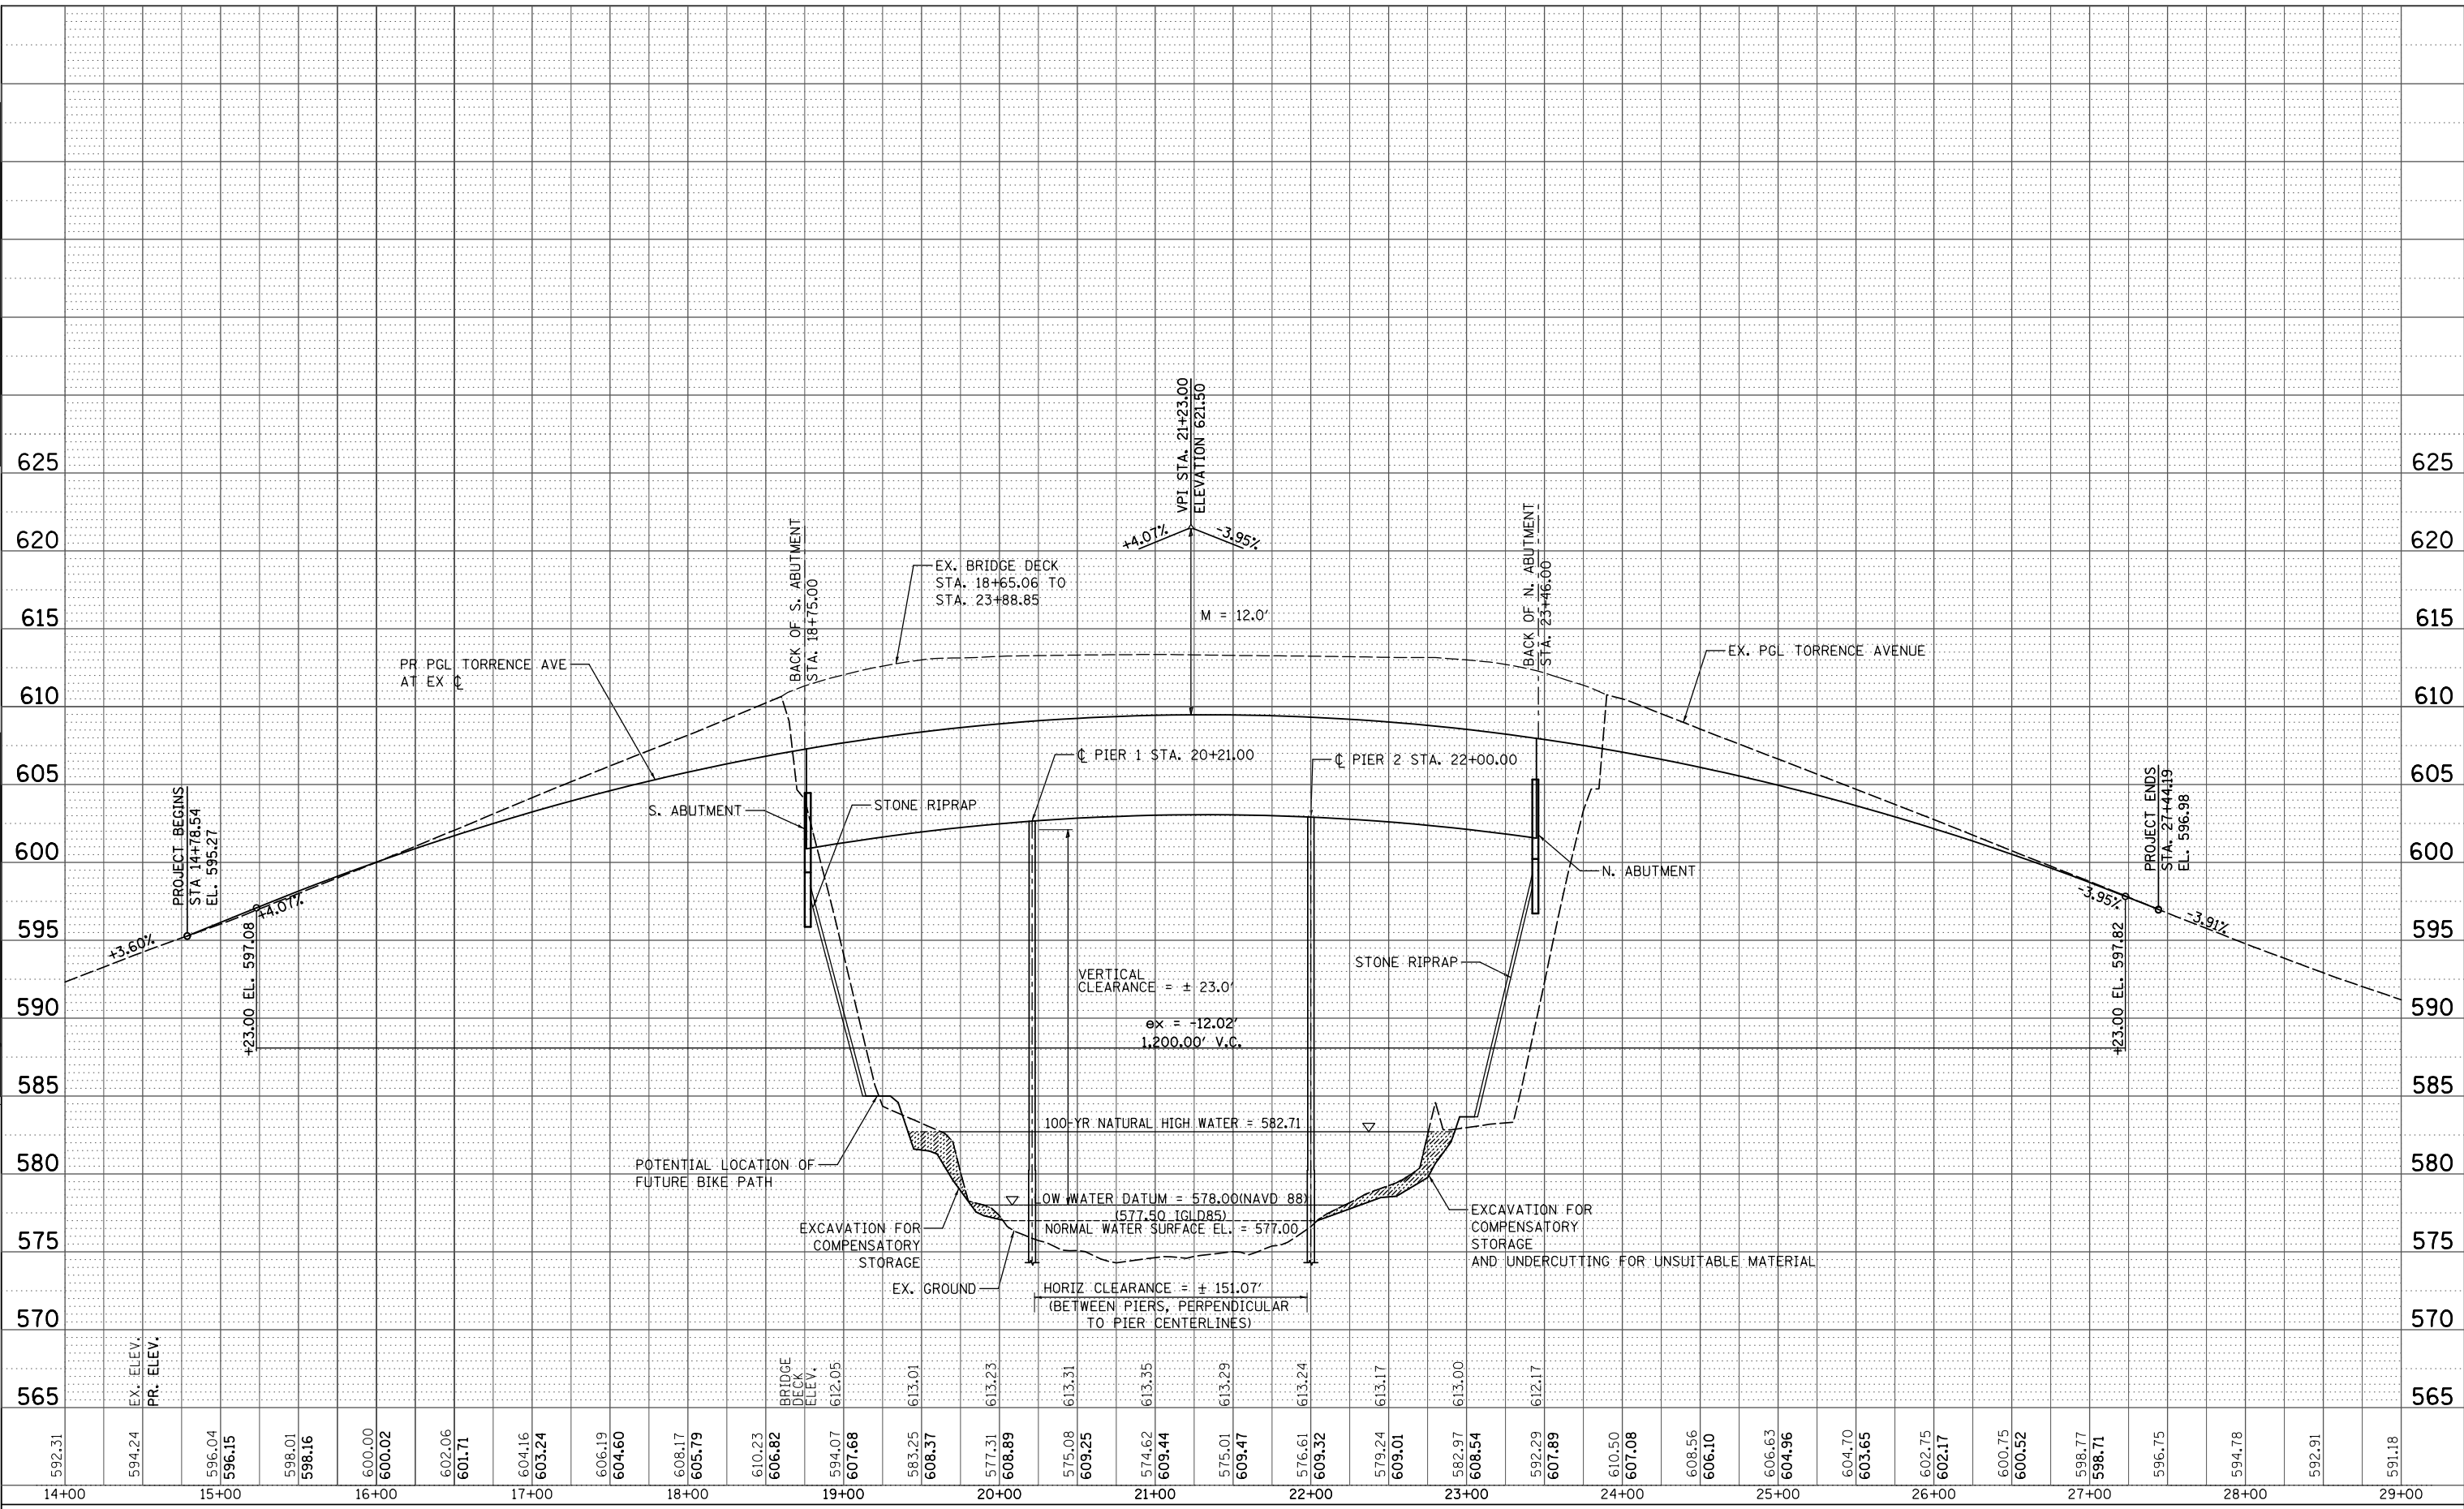 VPI STA. 21+23.00
ELEVATION 621.50
+4.07%
-3.95%
M = 12.0'
625
625
620
620
615
615
610
610
605
605
600
600
595
595
590
590
585
585
580
580
575
575
570
570
565
565
BACK OF S. ABUTMENT
STA. 18+75.00
EX. BRIDGE DECK
STA. 18+65.06 TO
STA. 23+88.85
BACK OF N. ABUTMENT
STA. 23+46.00
PR PGL TORRENCE AVE
AT EX ℄
EX. PGL TORRENCE AVENUE
℄ PIER 1 STA. 20+21.00
℄ PIER 2 STA. 22+00.00
PROJECT BEGINS
STA 14+78.54
EL. 595.27
PROJECT ENDS
STA. 27+44.19
EL. 596.98
S. ABUTMENT
STONE RIPRAP
N. ABUTMENT
+3.60%
+4.07%
-3.95%
-3.91%
+23.00 EL. 597.08
+23.00 EL. 597.82
STONE RIPRAP
VERTICAL
CLEARANCE = ± 23.0'
ex = -12.02'
1,200.00' V.C.
100-YR NATURAL HIGH WATER = 582.71
POTENTIAL LOCATION OF
FUTURE BIKE PATH
LOW WATER DATUM = 578.00(NAVD 88)
(577.50 IGLD85)
NORMAL WATER SURFACE EL. = 577.00
EXCAVATION FOR
COMPENSATORY
STORAGE
EXCAVATION FOR
COMPENSATORY
STORAGE
AND UNDERCUTTING FOR UNSUITABLE MATERIAL
EX. GROUND
HORIZ CLEARANCE = ± 151.07'
(BETWEEN PIERS, PERPENDICULAR
TO PIER CENTERLINES)
EX. ELEV.
PR. ELEV.
BRIDGE
DECK
ELEV.
612.05
613.01
613.23
613.31
613.35
613.29
613.24
613.17
613.00
612.17
592.31
594.24
596.04
596.15
598.01
598.16
600.00
600.02
602.06
601.71
604.16
603.24
606.19
604.60
608.17
605.79
610.23
606.82
594.07
607.68
583.25
608.37
577.31
608.89
575.08
609.25
574.62
609.44
575.01
609.47
576.61
609.32
579.24
609.01
582.97
608.54
592.29
607.89
610.50
607.08
608.56
606.10
606.63
604.96
604.70
603.65
602.75
602.17
600.75
600.52
598.77
598.71
596.75
594.78
592.91
591.18
14+00
15+00
16+00
17+00
18+00
19+00
20+00
21+00
22+00
23+00
24+00
25+00
26+00
27+00
28+00
29+00